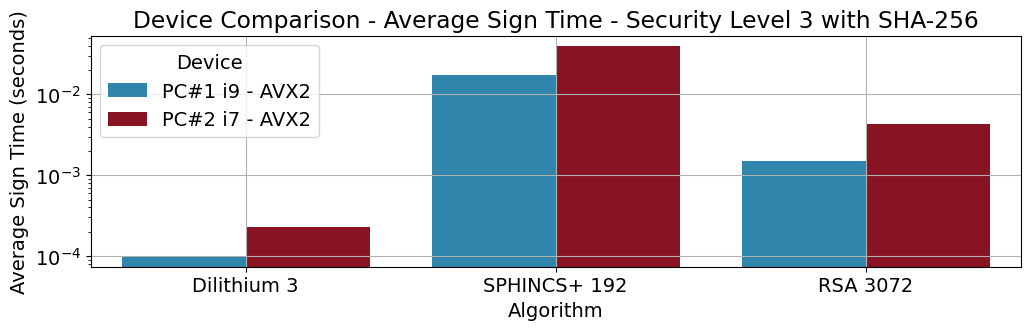 Device Comparison - Average Sign Time - Security Level 3 with SHA-256
Average Sign Time (seconds)
Device
PC#1 i9 - AVX2
PC#2 i7 - AVX2
10⁻²
10⁻³
10⁻⁴
Dilithium 3
SPHINCS+ 192
RSA 3072
Algorithm